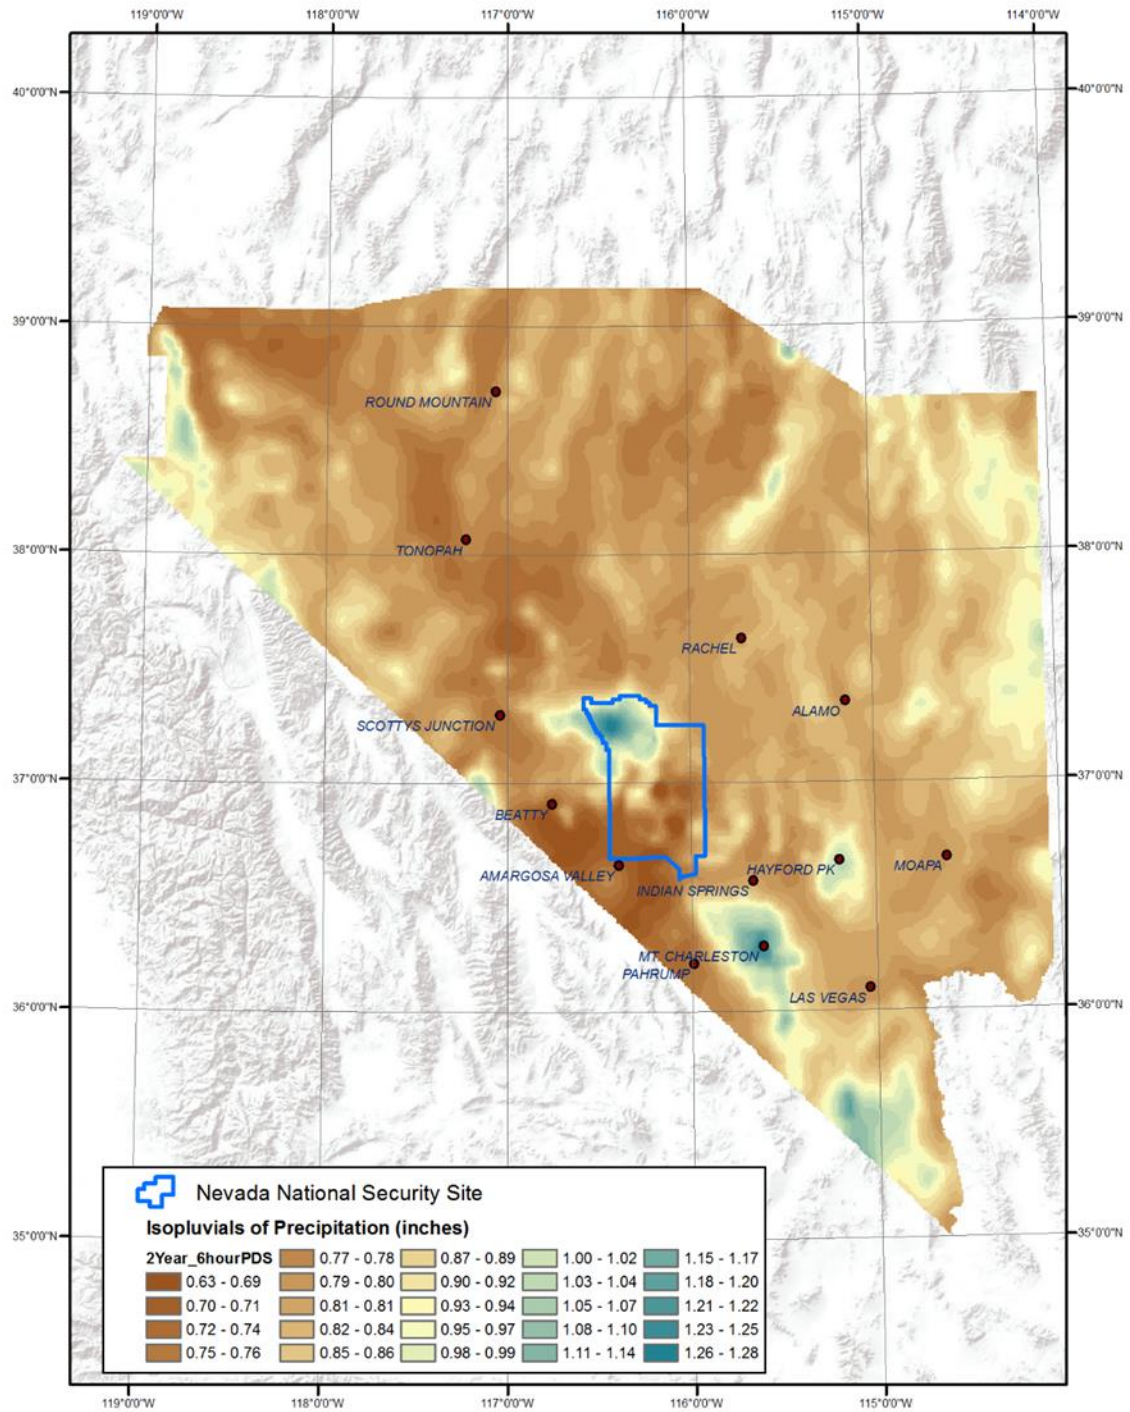 119°0'0"W 118°0'0"W 117°0'0"W 116°0'0"W 115°0'0"W 114°0'0"W
40°0'0"N 40°0'0"N
39°0'0"N 39°0'0"N
ROUND MOUNTAIN
38°0'0"N TONOPAH 38°0'0"N
RACHEL
ALAMO
SCOTTYS JUNCTION
37°0'0"N 37°0'0"N
BEATTY
HAYFORD PK MOAPA
AMARGOSA VALLEY
INDIAN SPRINGS
MT. CHARLESTON
PAHRUMP
LAS VEGAS
36°0'0"N 36°0'0"N
Nevada National Security Site
Isopluvials of Precipitation (inches)
35°0'0"N 35°0'0"N
2Year_6hourPDS 0.77 - 0.78 0.87 - 0.89 1.00 - 1.02 1.15 - 1.17
0.63 - 0.69 0.79 - 0.80 0.90 - 0.92 1.03 - 1.04 1.18 - 1.20
0.70 - 0.71 0.81 - 0.81 0.93 - 0.94 1.05 - 1.07 1.21 - 1.22
0.72 - 0.74 0.82 - 0.84 0.95 - 0.97 1.08 - 1.10 1.23 - 1.25
0.75 - 0.76 0.85 - 0.86 0.98 - 0.99 1.11 - 1.14 1.26 - 1.28
119°0'0"W 118°0'0"W 117°0'0"W 116°0'0"W 115°0'0"W